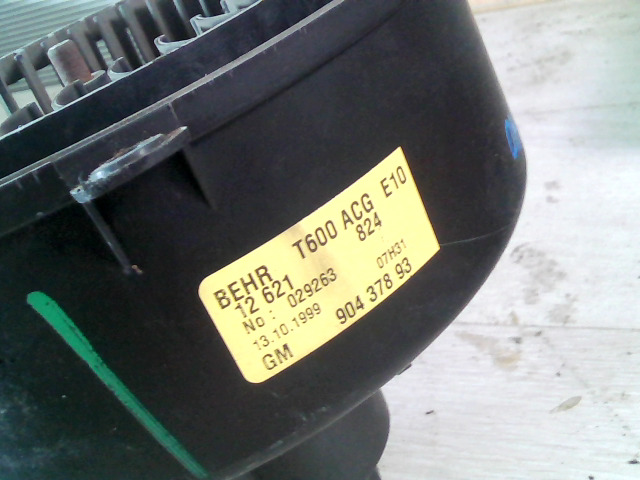 BEHR T600 ACG E10
12 621 824
No : 029263
13.10.1999 07H31
GM 904 378 93